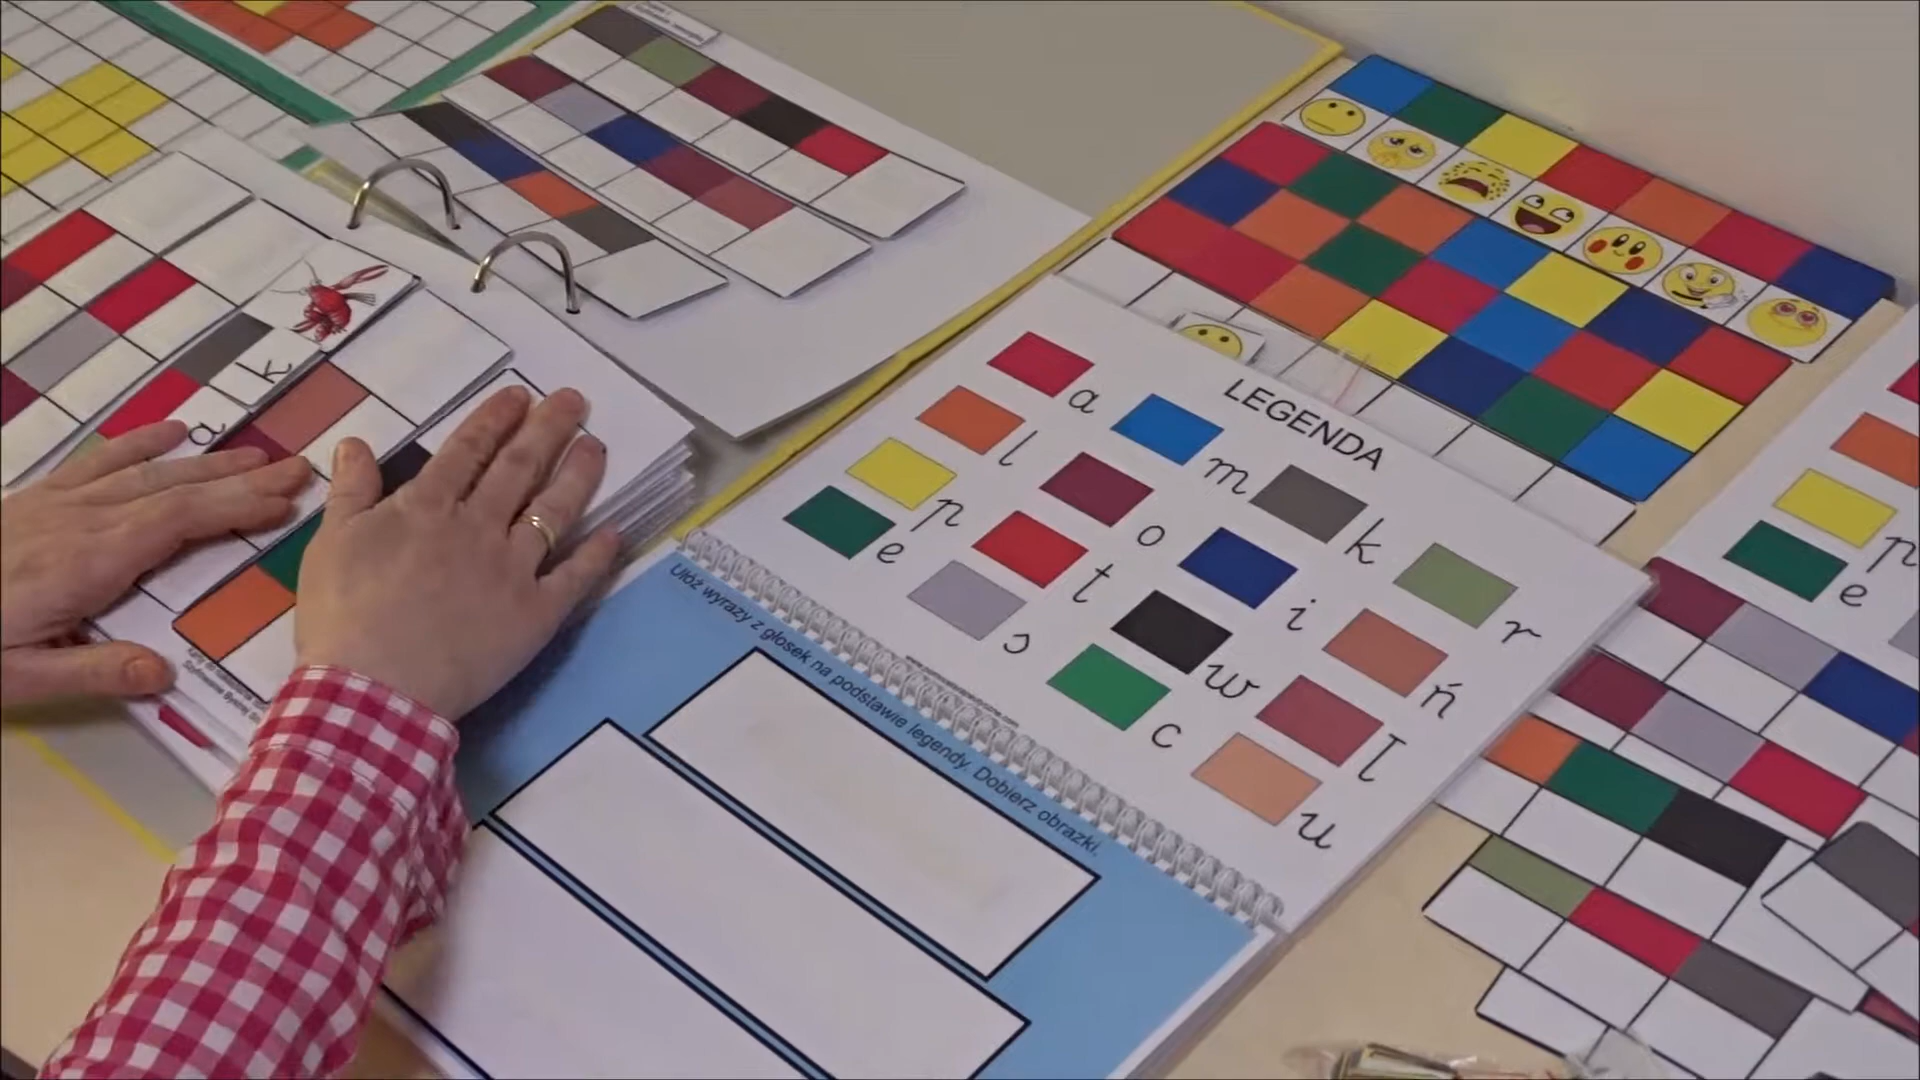 LEGENDA
a
m
k
r
l
o
i
ń
p
t
w
ł
e
s
c
u
Ułóż wyrazy z głosek na podstawie legendy. Dobierz obrazki.
k
a
p
e